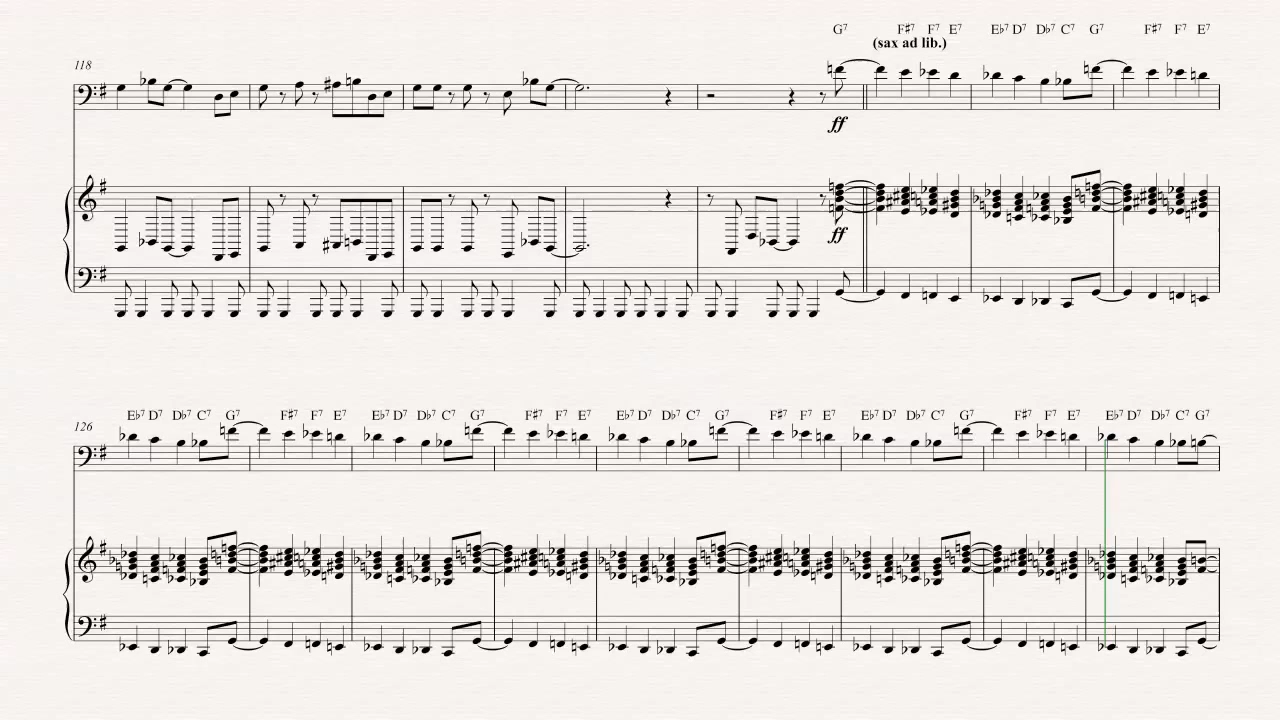 G7 F♯7 F7 E7 E♭7 D7 D♭7 C7 G7 F♯7 F7 E7
(sax ad lib.)
118
ff
ff
E♭7 D7 D♭7 C7 G7 F♯7 F7 E7 E♭7 D7 D♭7 C7 G7 F♯7 F7 E7 E♭7 D7 D♭7 C7 G7 F♯7 F7 E7 E♭7 D7 D♭7 C7 G7 F♯7 F7 E7 E♭7 D7 D♭7 C7 G7
126